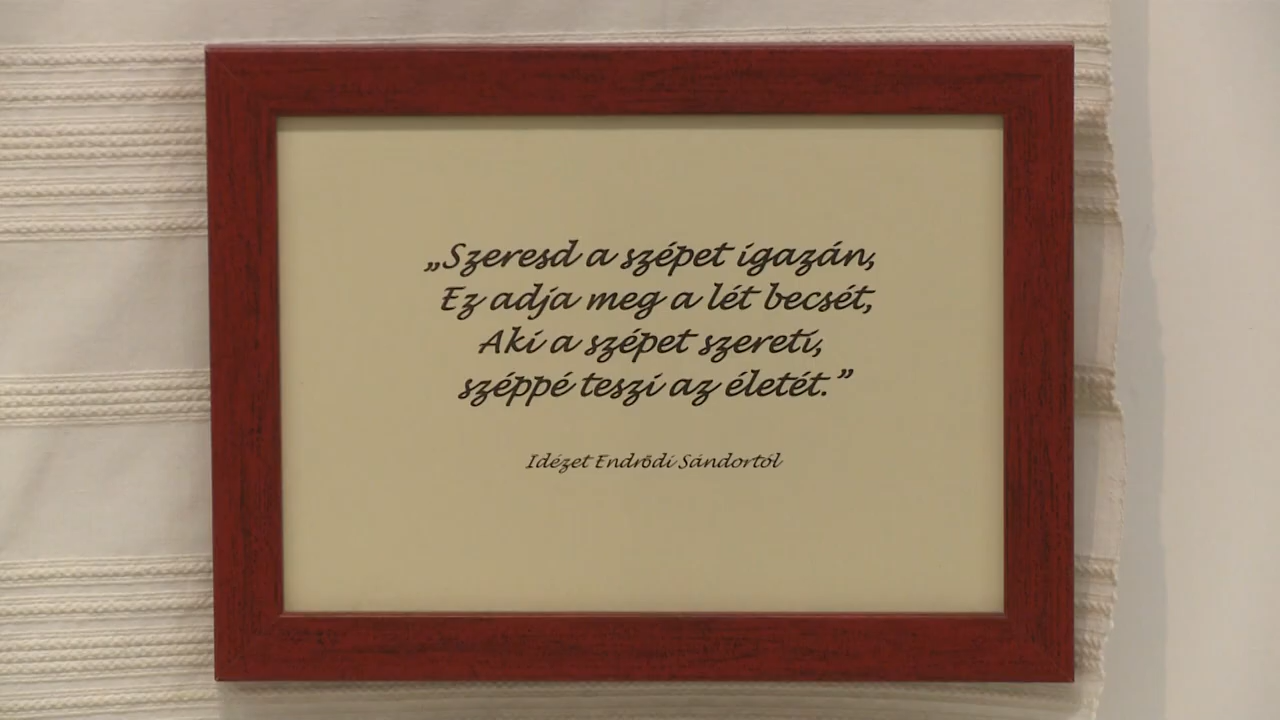 „Szeresd a szépet igazán,
Ez adja meg a lét becsét,
Aki a szépet szereti,
széppé teszi az életét.”
Idézet Endrődi Sándortól